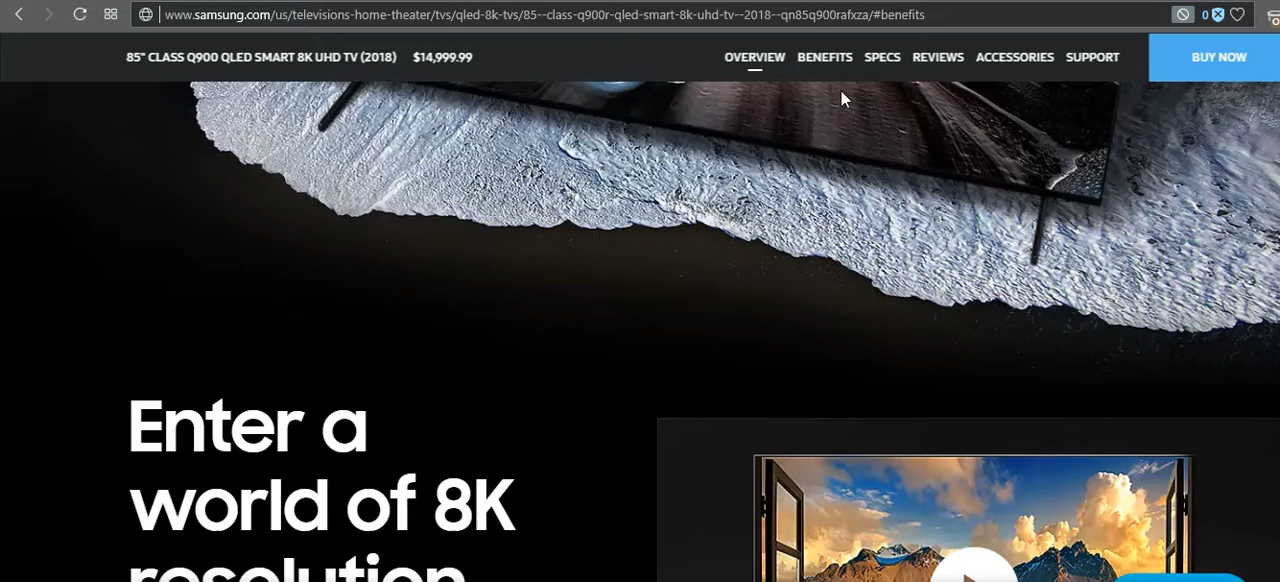 www.samsung.com/us/televisions-home-theater/tvs/qled-8k-tvs/85--class-q900r-qled-smart-8k-uhd-tv--2018--qn85q900rafxza/#benefits
0
85" CLASS Q900 QLED SMART 8K UHD TV (2018) $14,999.99 OVERVIEW BENEFITS SPECS REVIEWS ACCESSORIES SUPPORT BUY NOW
Enter a
world of 8K
resolution